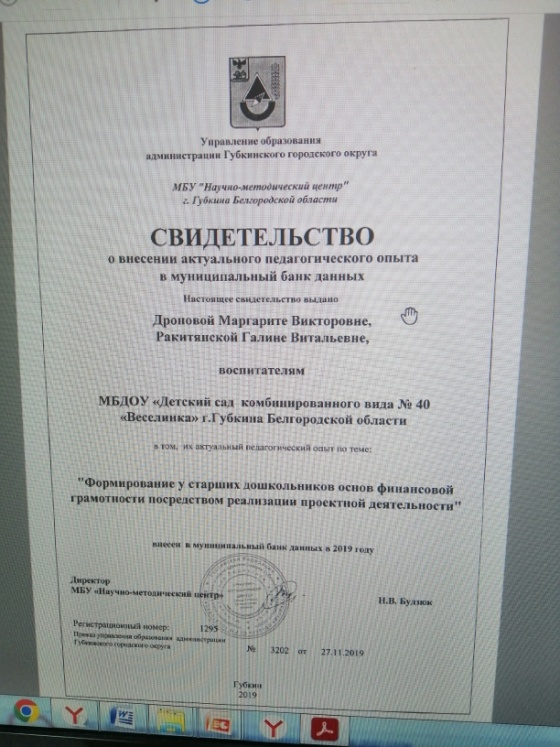 Управление образования
администрации Губкинского городского округа
МБУ "Научно-методический центр"
г. Губкина Белгородской области
СВИДЕТЕЛЬСТВО
о внесении актуального педагогического опыта
в муниципальный банк данных
Настоящее свидетельство выдано
Дроновой Маргарите Викторовне,
Ракитянской Галине Витальевне,
воспитателям
МБДОУ «Детский сад комбинированного вида № 40
«Веселинка» г.Губкина Белгородской области
в том, их актуальный педагогический опыт по теме:
"Формирование у старших дошкольников основ финансовой
грамотности посредством реализации проектной деятельности"
внесен в муниципальный банк данных в 2019 году
Директор
МБУ «Научно-методический центр»
Н.В. Будзюк
Регистрационный номер: 1295
Приказ управления образования администрации
Губкинского городского округа
№ 3202 от 27.11.2019
Губкин
2019